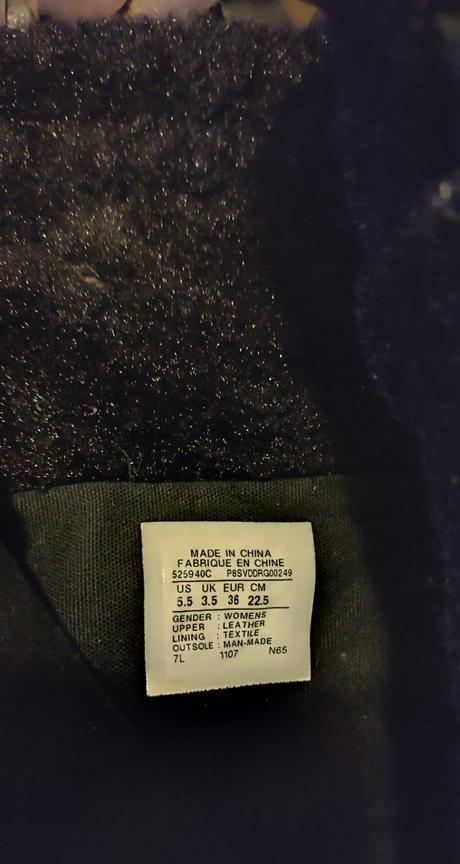 MADE IN CHINA
FABRIQUE EN CHINE
525940C P8SVDDRG00249
US UK EUR CM
5.5 3.5 36 22.5
GENDER : WOMENS
UPPER : LEATHER
LINING : TEXTILE
OUTSOLE : MAN-MADE
7L 1107 N65